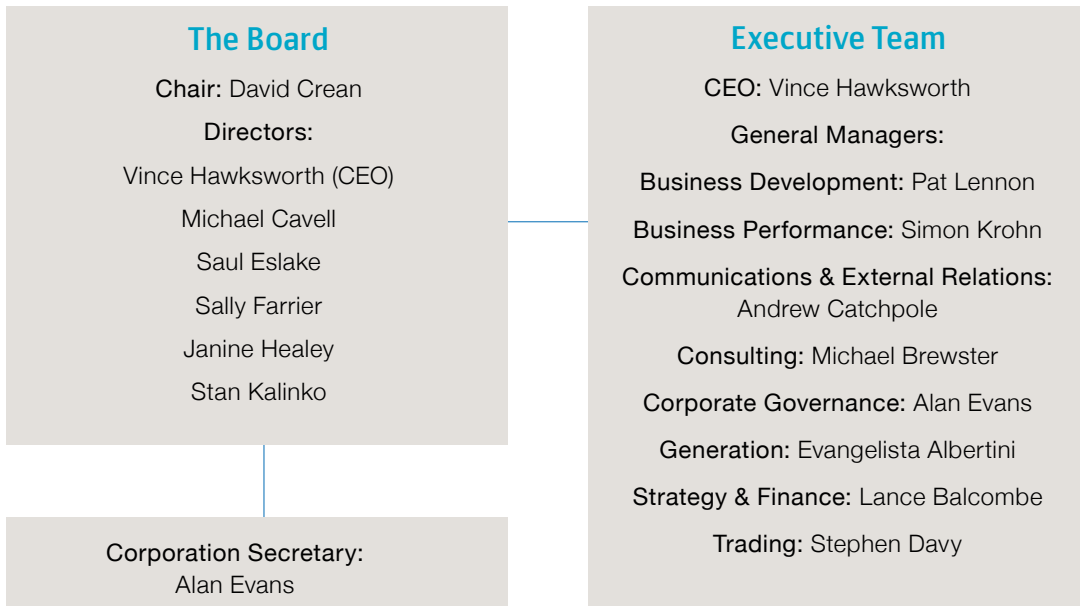 The Board
Chair: David Crean
Directors:
Vince Hawksworth (CEO)
Michael Cavell
Saul Eslake
Sally Farrier
Janine Healey
Stan Kalinko
Corporation Secretary:
Alan Evans
Executive Team
CEO: Vince Hawksworth
General Managers:
Business Development: Pat Lennon
Business Performance: Simon Krohn
Communications & External Relations:
Andrew Catchpole
Consulting: Michael Brewster
Corporate Governance: Alan Evans
Generation: Evangelista Albertini
Strategy & Finance: Lance Balcombe
Trading: Stephen Davy